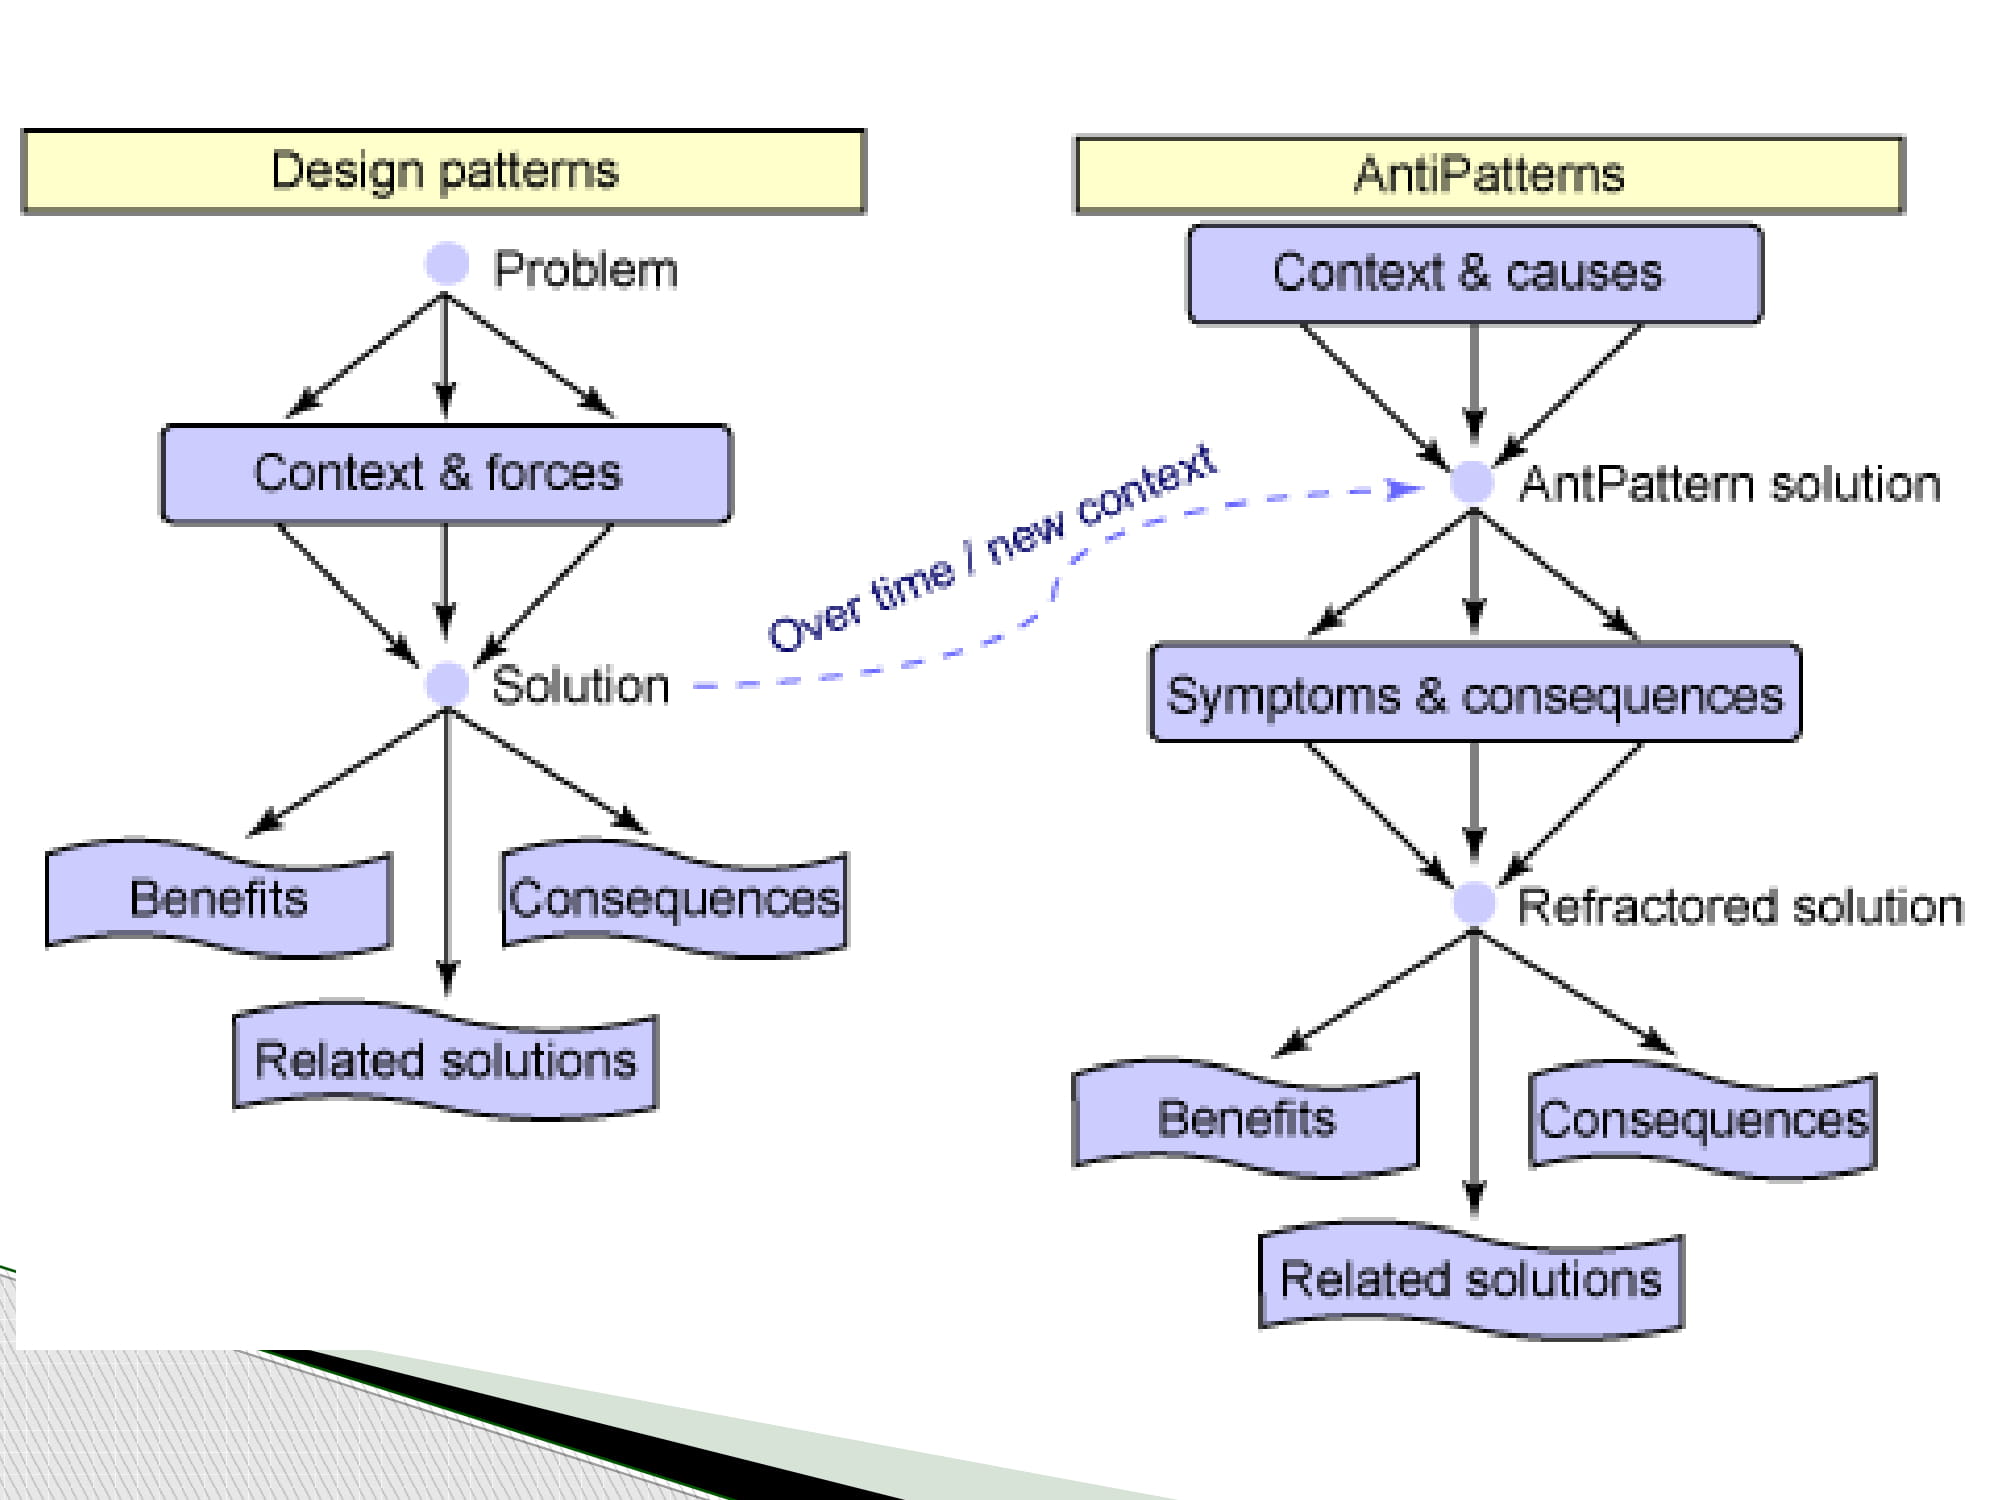 Design patterns
Problem
Context & forces
Solution
Benefits
Consequences
Related solutions
Over time / new context
AntiPatterns
Context & causes
AntPattern solution
Symptoms & consequences
Refractored solution
Benefits
Consequences
Related solutions